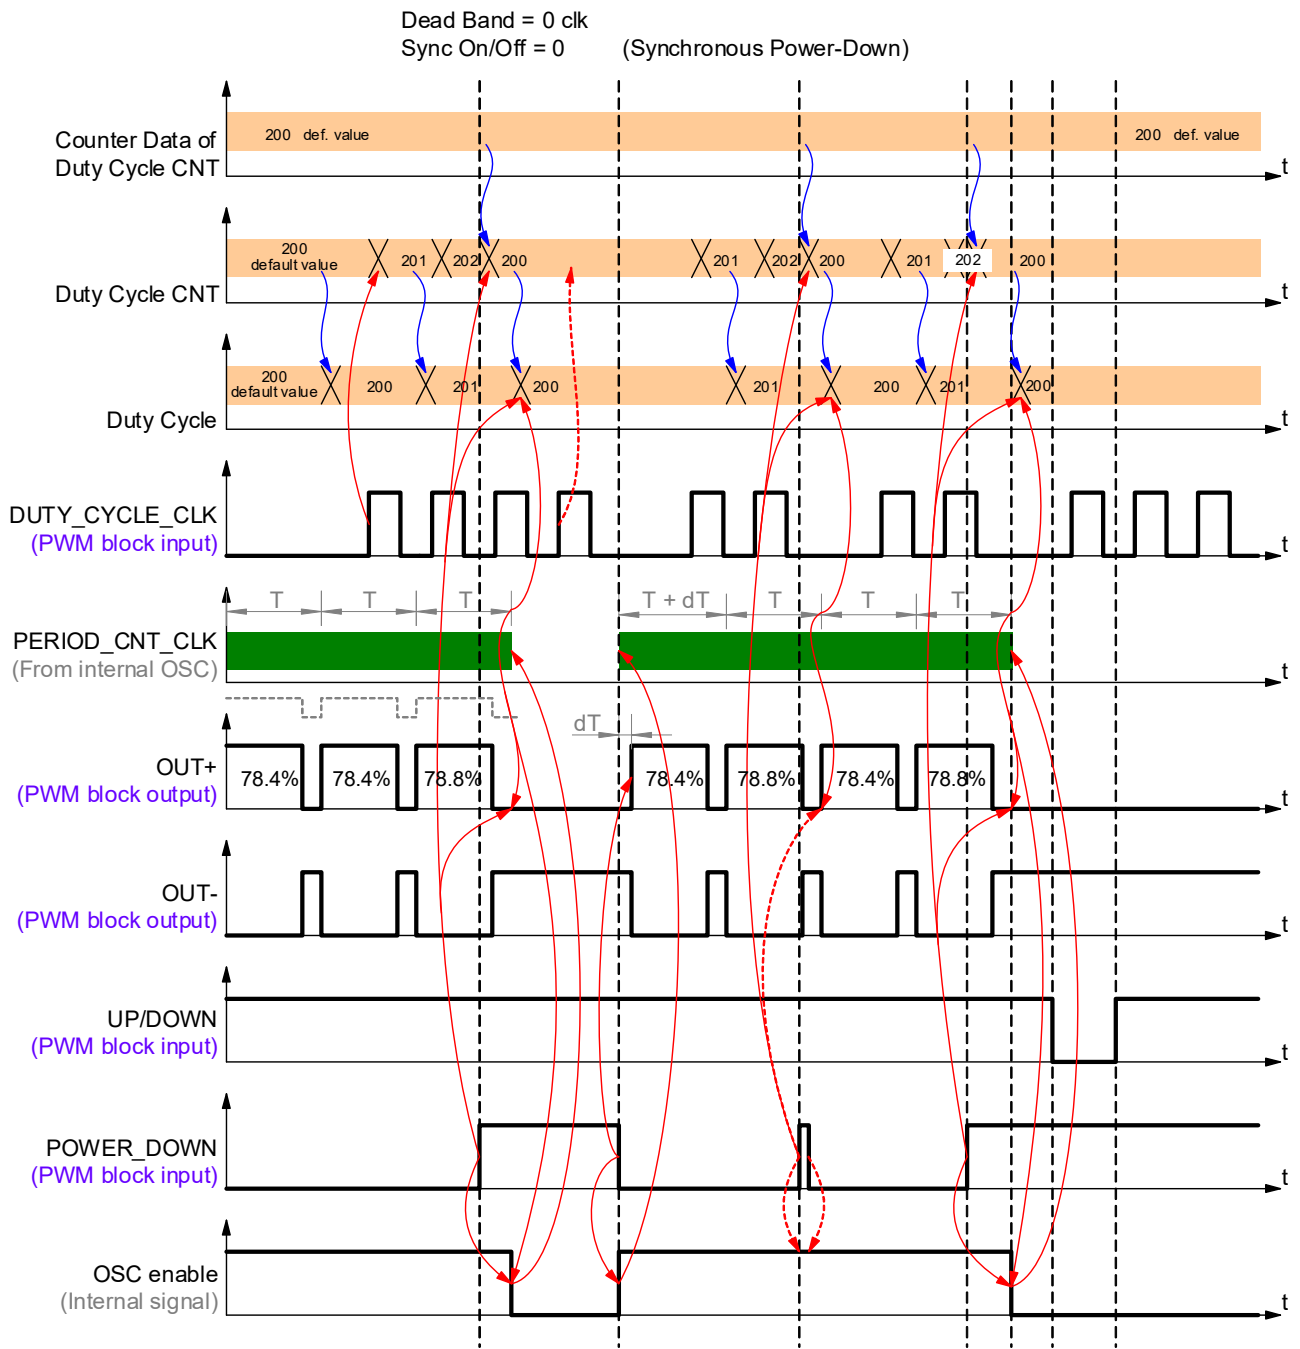 Dead Band = 0 clk
Sync On/Off = 0 (Synchronous Power-Down)
200 def. value 200 def. value
Counter Data of
Duty Cycle CNT
t
200
default value
201 202 200 201 202 200 201 202 200
Duty Cycle CNT
t
200
default value
200 201 200 201 200 201 200
Duty Cycle
t
DUTY_CYCLE_CLK
(PWM block input)
t
T T T T + dT T T T
PERIOD_CNT_CLK
(From internal OSC)
t
dT
OUT+
(PWM block output)
78.4% 78.4% 78.8% 78.4% 78.8% 78.4% 78.8%
t
OUT-
(PWM block output)
t
UP/DOWN
(PWM block input)
t
POWER_DOWN
(PWM block input)
t
OSC enable
(Internal signal)
t